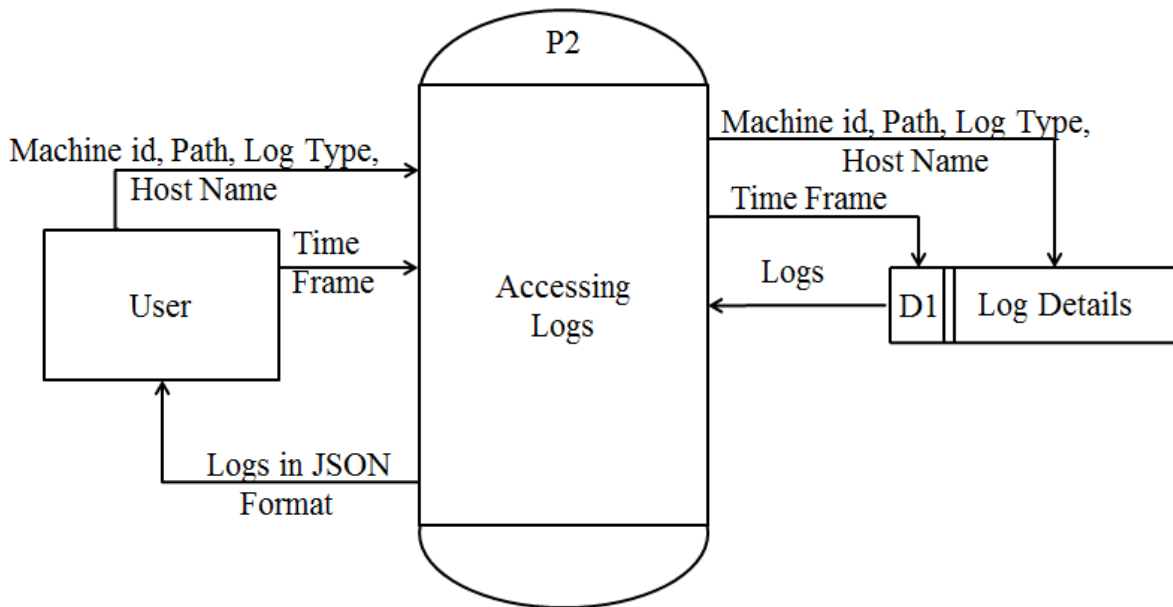 P2
Machine id, Path, Log Type,
Host Name
Time
Frame
User
Logs in JSON
Format
Accessing
Logs
Machine id, Path, Log Type,
Host Name
Time Frame
Logs
D1
Log Details